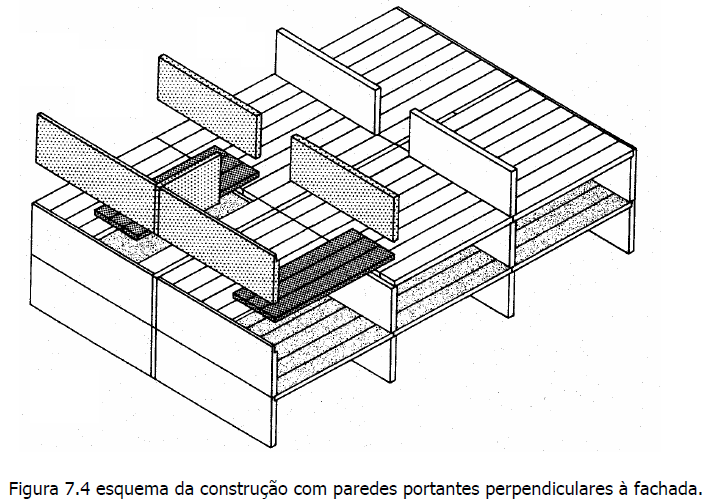 Figura 7.4 esquema da construção com paredes portantes perpendiculares à fachada.